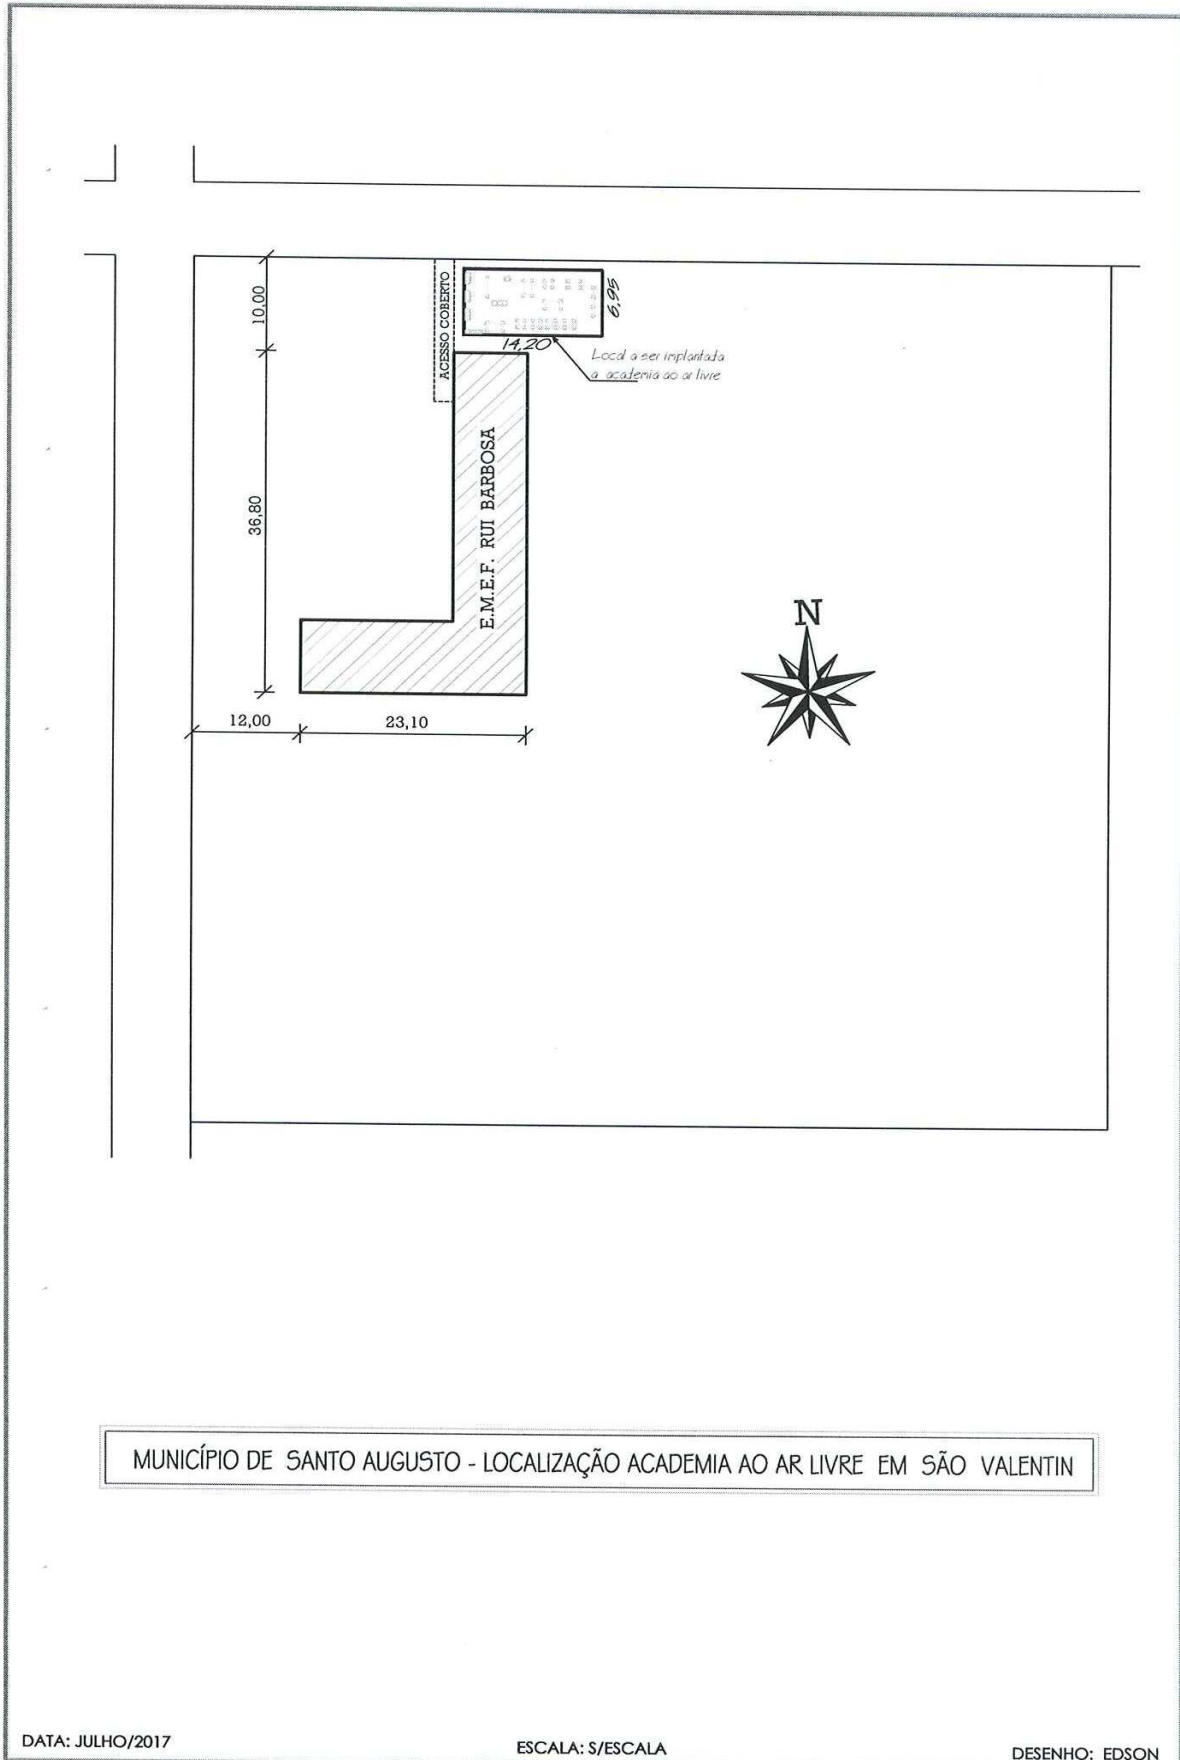 ACESSO COBERTO
10,00
6,95
14,20
Local a ser implantada
a academia ao ar livre
36,80
E.M.E.F. RUI BARBOSA
N
12,00
23,10
MUNICÍPIO DE SANTO AUGUSTO - LOCALIZAÇÃO ACADEMIA AO AR LIVRE EM SÃO VALENTIN
DATA: JULHO/2017
ESCALA: S/ESCALA
DESENHO: EDSON